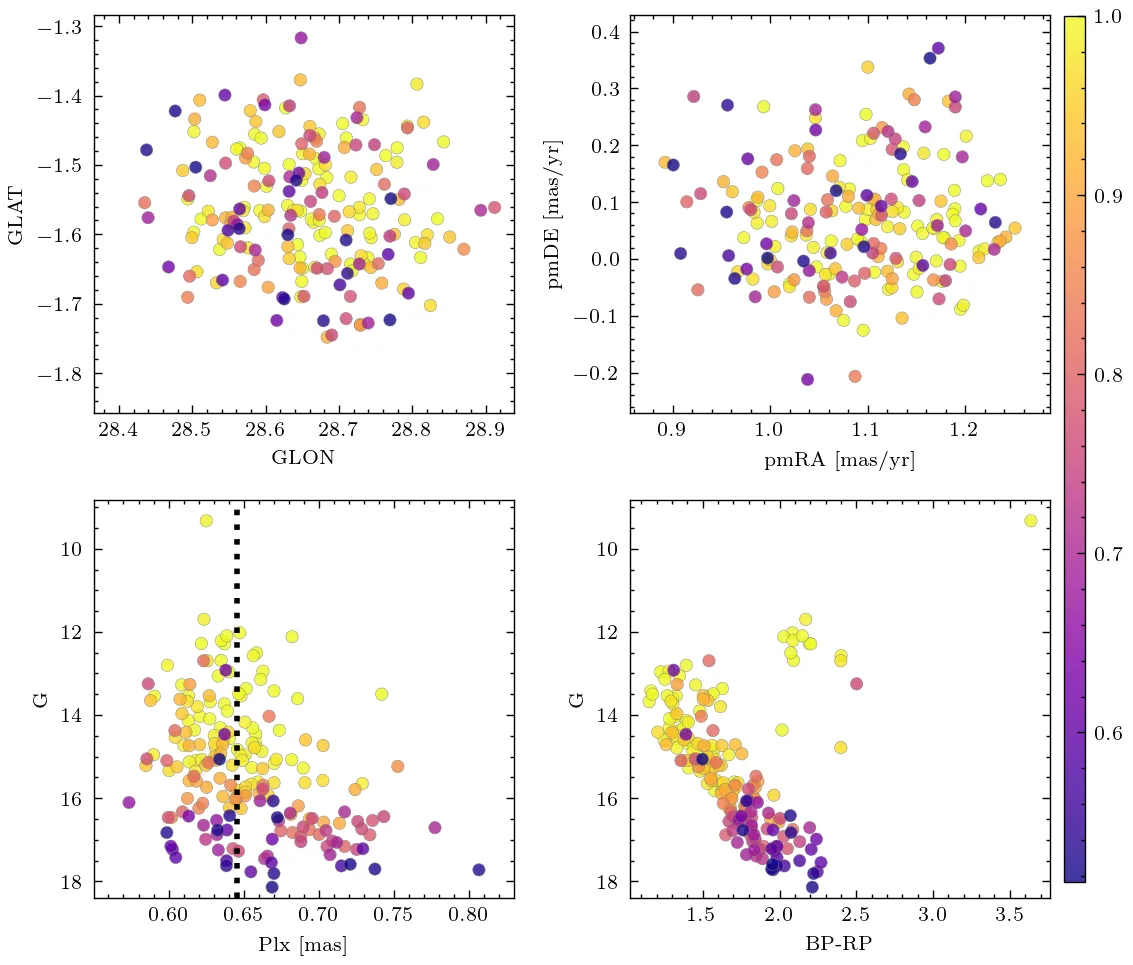 −1.3
−1.4
−1.5
−1.6
−1.7
−1.8
GLAT
28.4 28.5 28.6 28.7 28.8 28.9
GLON
0.4
0.3
0.2
0.1
0.0
−0.1
−0.2
pmDE [mas/yr]
0.9 1.0 1.1 1.2
pmRA [mas/yr]
1.0
0.9
0.8
0.7
0.6
10
12
14
16
18
G
0.60 0.65 0.70 0.75 0.80
Plx [mas]
10
12
14
16
18
G
1.5 2.0 2.5 3.0 3.5
BP-RP